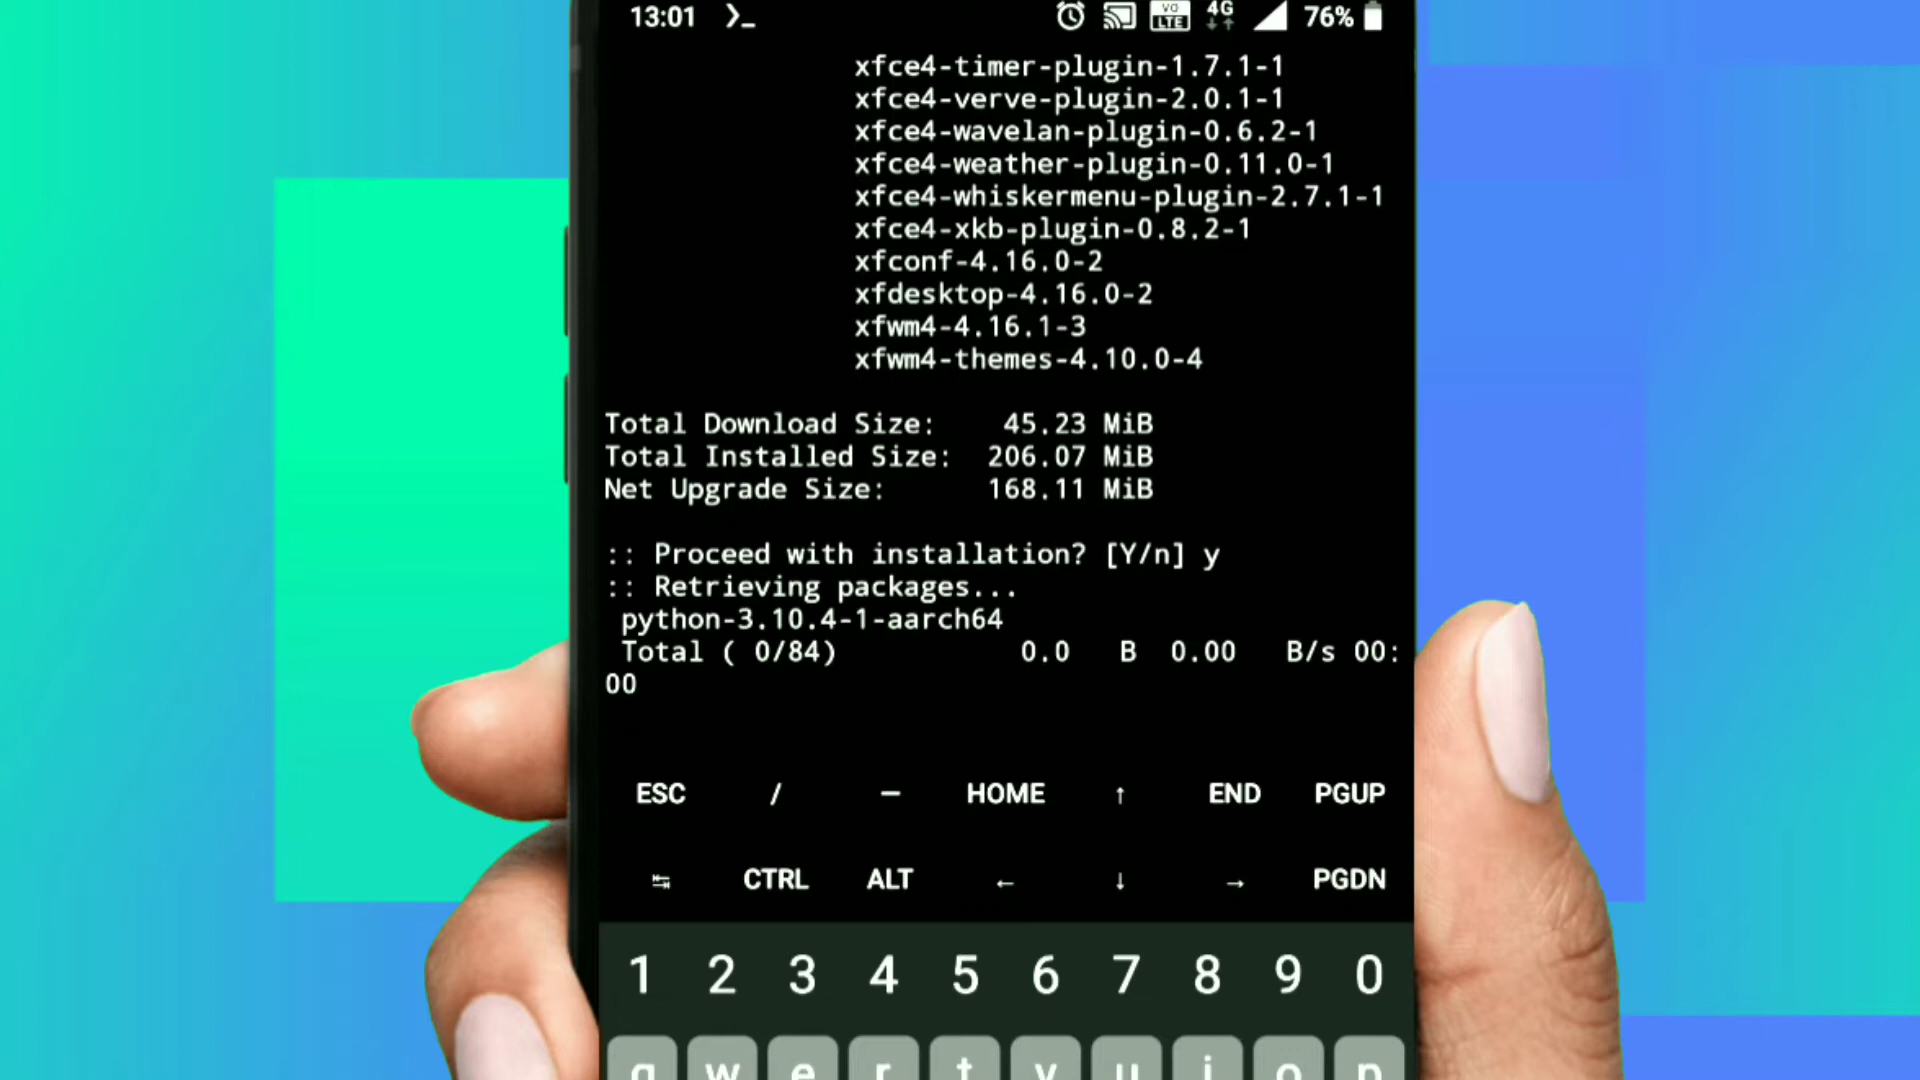 13:01 >_ VO LTE 4G 76%
xfce4-timer-plugin-1.7.1-1
xfce4-verve-plugin-2.0.1-1
xfce4-wavelan-plugin-0.6.2-1
xfce4-weather-plugin-0.11.0-1
xfce4-whiskermenu-plugin-2.7.1-1
xfce4-xkb-plugin-0.8.2-1
xfconf-4.16.0-2
xfdesktop-4.16.0-2
xfwm4-4.16.1-3
xfwm4-themes-4.10.0-4
Total Download Size: 45.23 MiB
Total Installed Size: 206.07 MiB
Net Upgrade Size: 168.11 MiB
:: Proceed with installation? [Y/n] y
:: Retrieving packages...
python-3.10.4-1-aarch64
Total ( 0/84) 0.0 B 0.00 B/s 00:
00
ESC / — HOME ↑ END PGUP
↹ CTRL ALT ← ↓ → PGDN
1 2 3 4 5 6 7 8 9 0
q w e r t y u i o p